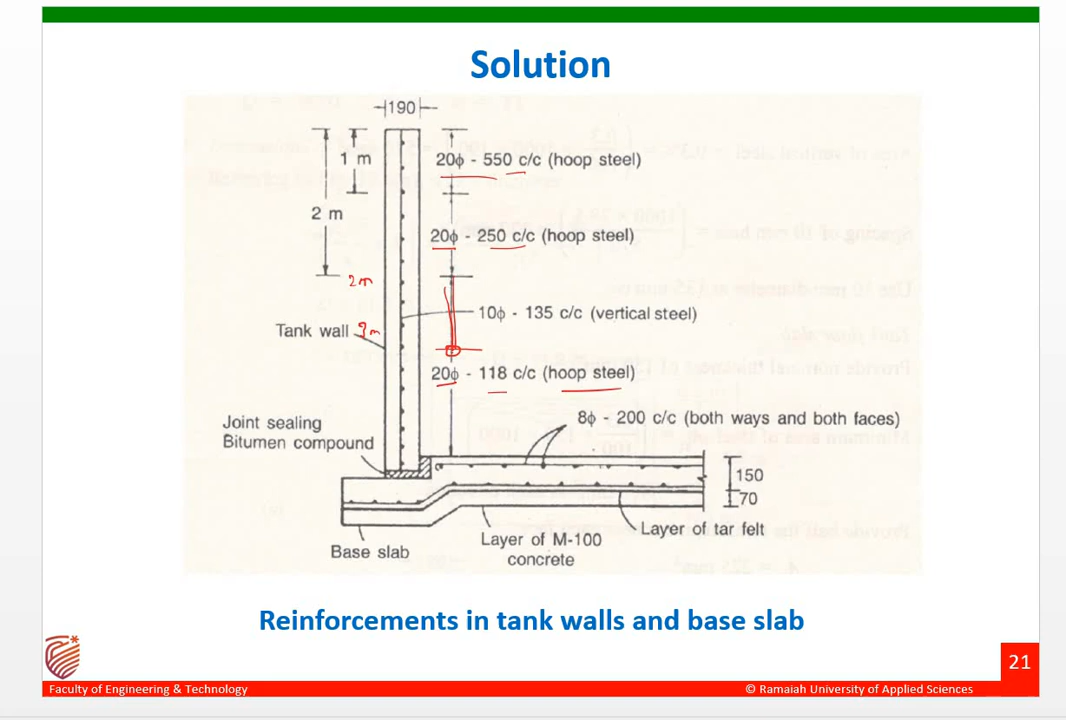 Solution
190
1 m
20ϕ - 550 c/c (hoop steel)
2 m
20ϕ - 250 c/c (hoop steel)
2m
10ϕ - 135 c/c (vertical steel)
Tank wall
20ϕ - 118 c/c (hoop steel)
8ϕ - 200 c/c (both ways and both faces)
Joint sealing
Bitumen compound
150
70
Layer of tar felt
Base slab
Layer of M-100
concrete
Reinforcements in tank walls and base slab
21
Faculty of Engineering & Technology
© Ramaiah University of Applied Sciences